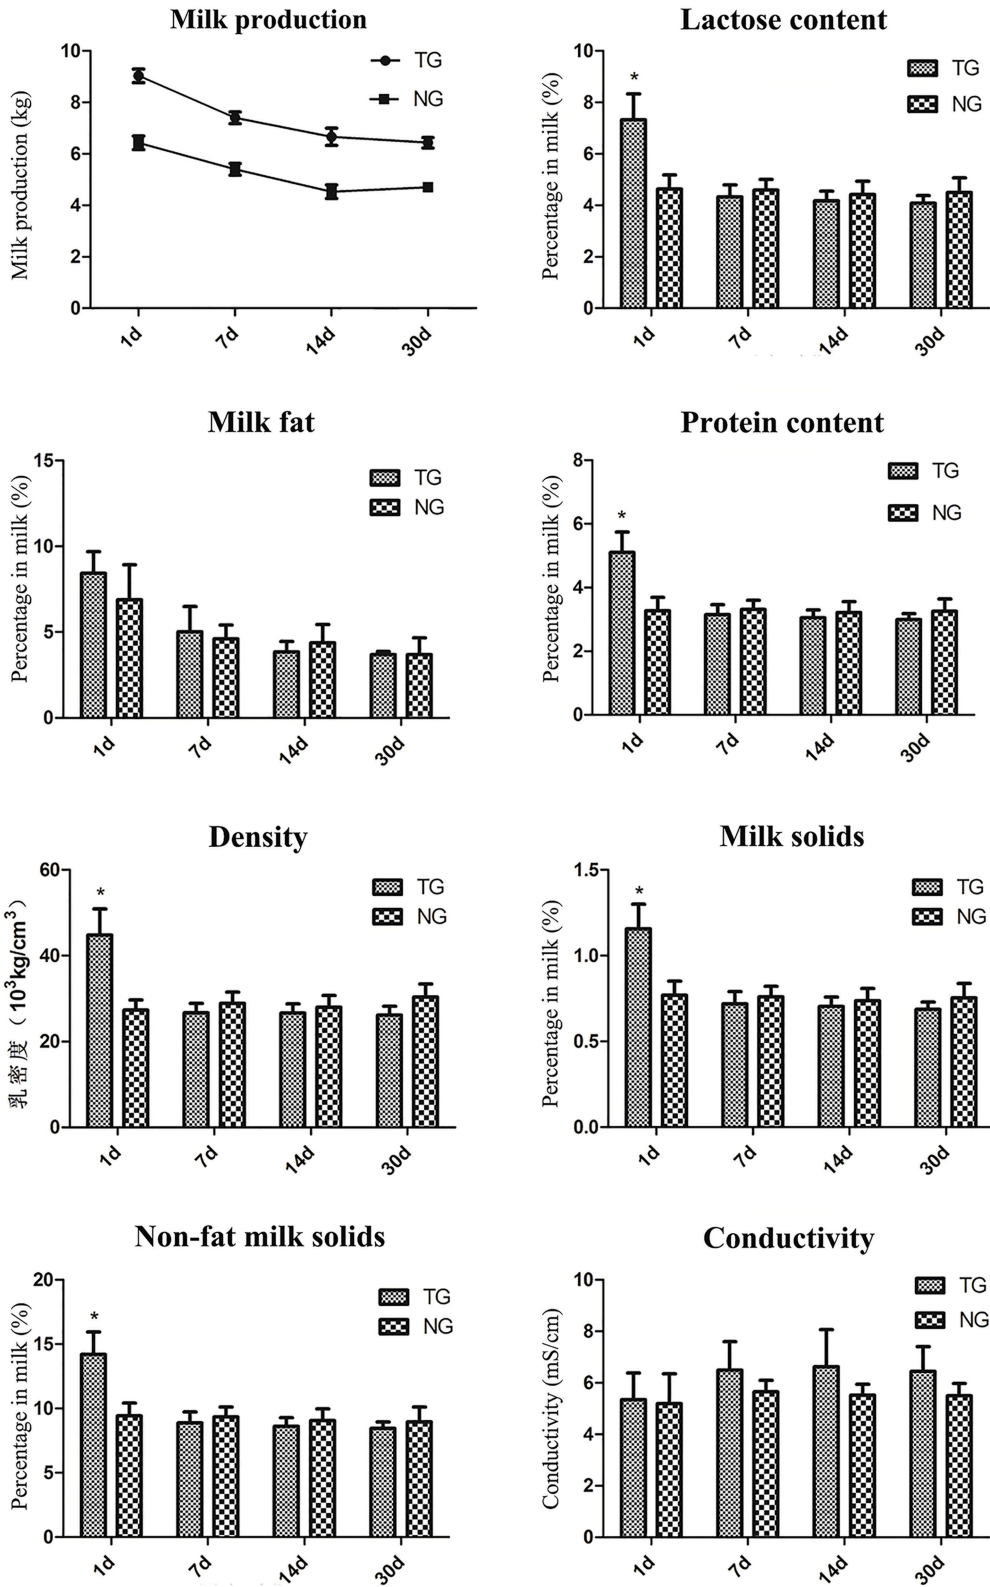 Milk production
Milk production (kg)
10
8
6
4
2
0
TG
NG
1d
7d
14d
30d
Lactose content
Percentage in milk (%)
10
8
6
4
2
0
*
TG
NG
1d
7d
14d
30d
Milk fat
Percentage in milk (%)
15
10
5
0
TG
NG
1d
7d
14d
30d
Protein content
Percentage in milk (%)
8
6
4
2
0
*
TG
NG
1d
7d
14d
30d
Density
乳密度（10³kg/cm³）
60
40
20
0
*
TG
NG
1d
7d
14d
30d
Milk solids
Percentage in milk (%)
1.5
1.0
0.5
0.0
*
TG
NG
1d
7d
14d
30d
Non-fat milk solids
Percentage in milk (%)
20
15
10
5
0
*
TG
NG
1d
7d
14d
30d
Conductivity
Conductivity (mS/cm)
10
8
6
4
2
0
TG
NG
1d
7d
14d
30d